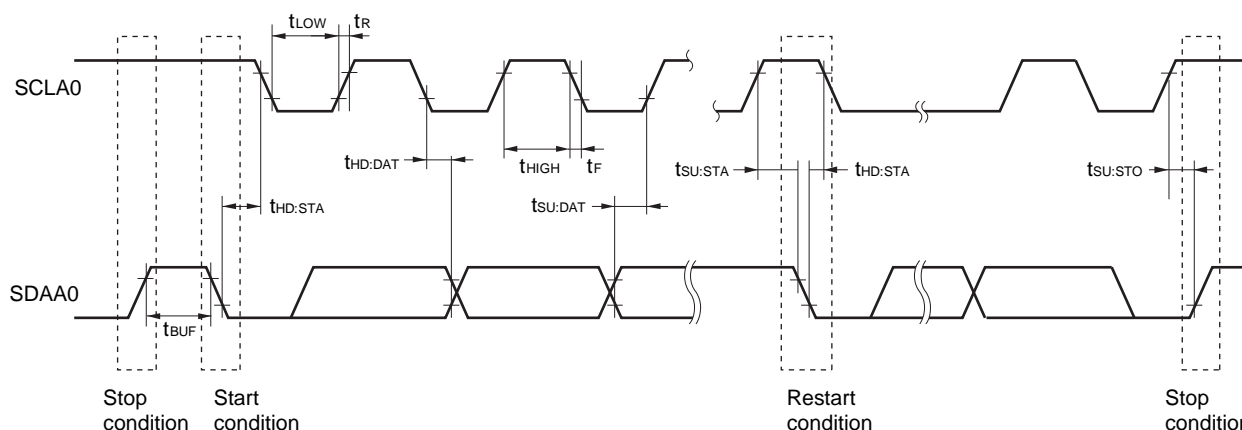 tLOW tR
SCLA0
tHD:DAT tHIGH tF tSU:STA tHD:STA tSU:STO
tHD:STA tSU:DAT
SDAA0
tBUF
Stop condition
Start condition
Restart condition
Stop condition